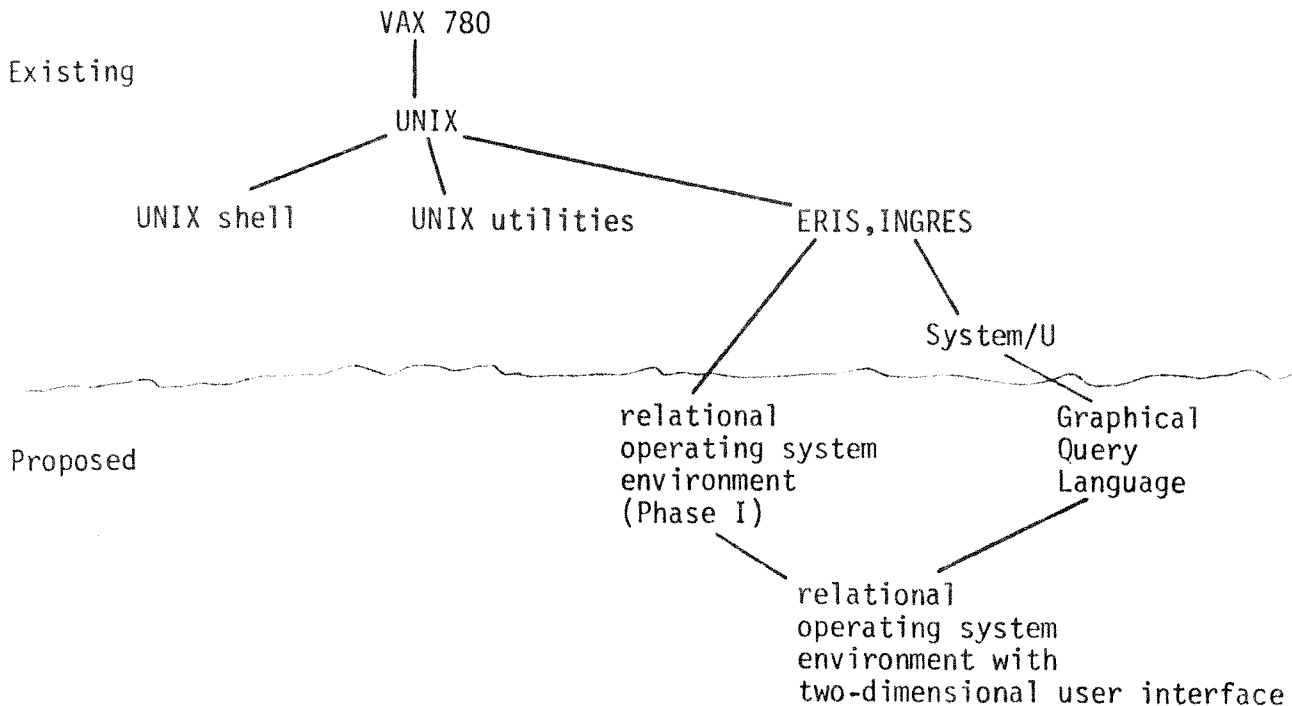 VAX 780
Existing
UNIX
UNIX shell
UNIX utilities
ERIS,INGRES
System/U
Proposed
relational
operating system
environment
(Phase I)
Graphical
Query
Language
relational
operating system
environment with
two-dimensional user interface